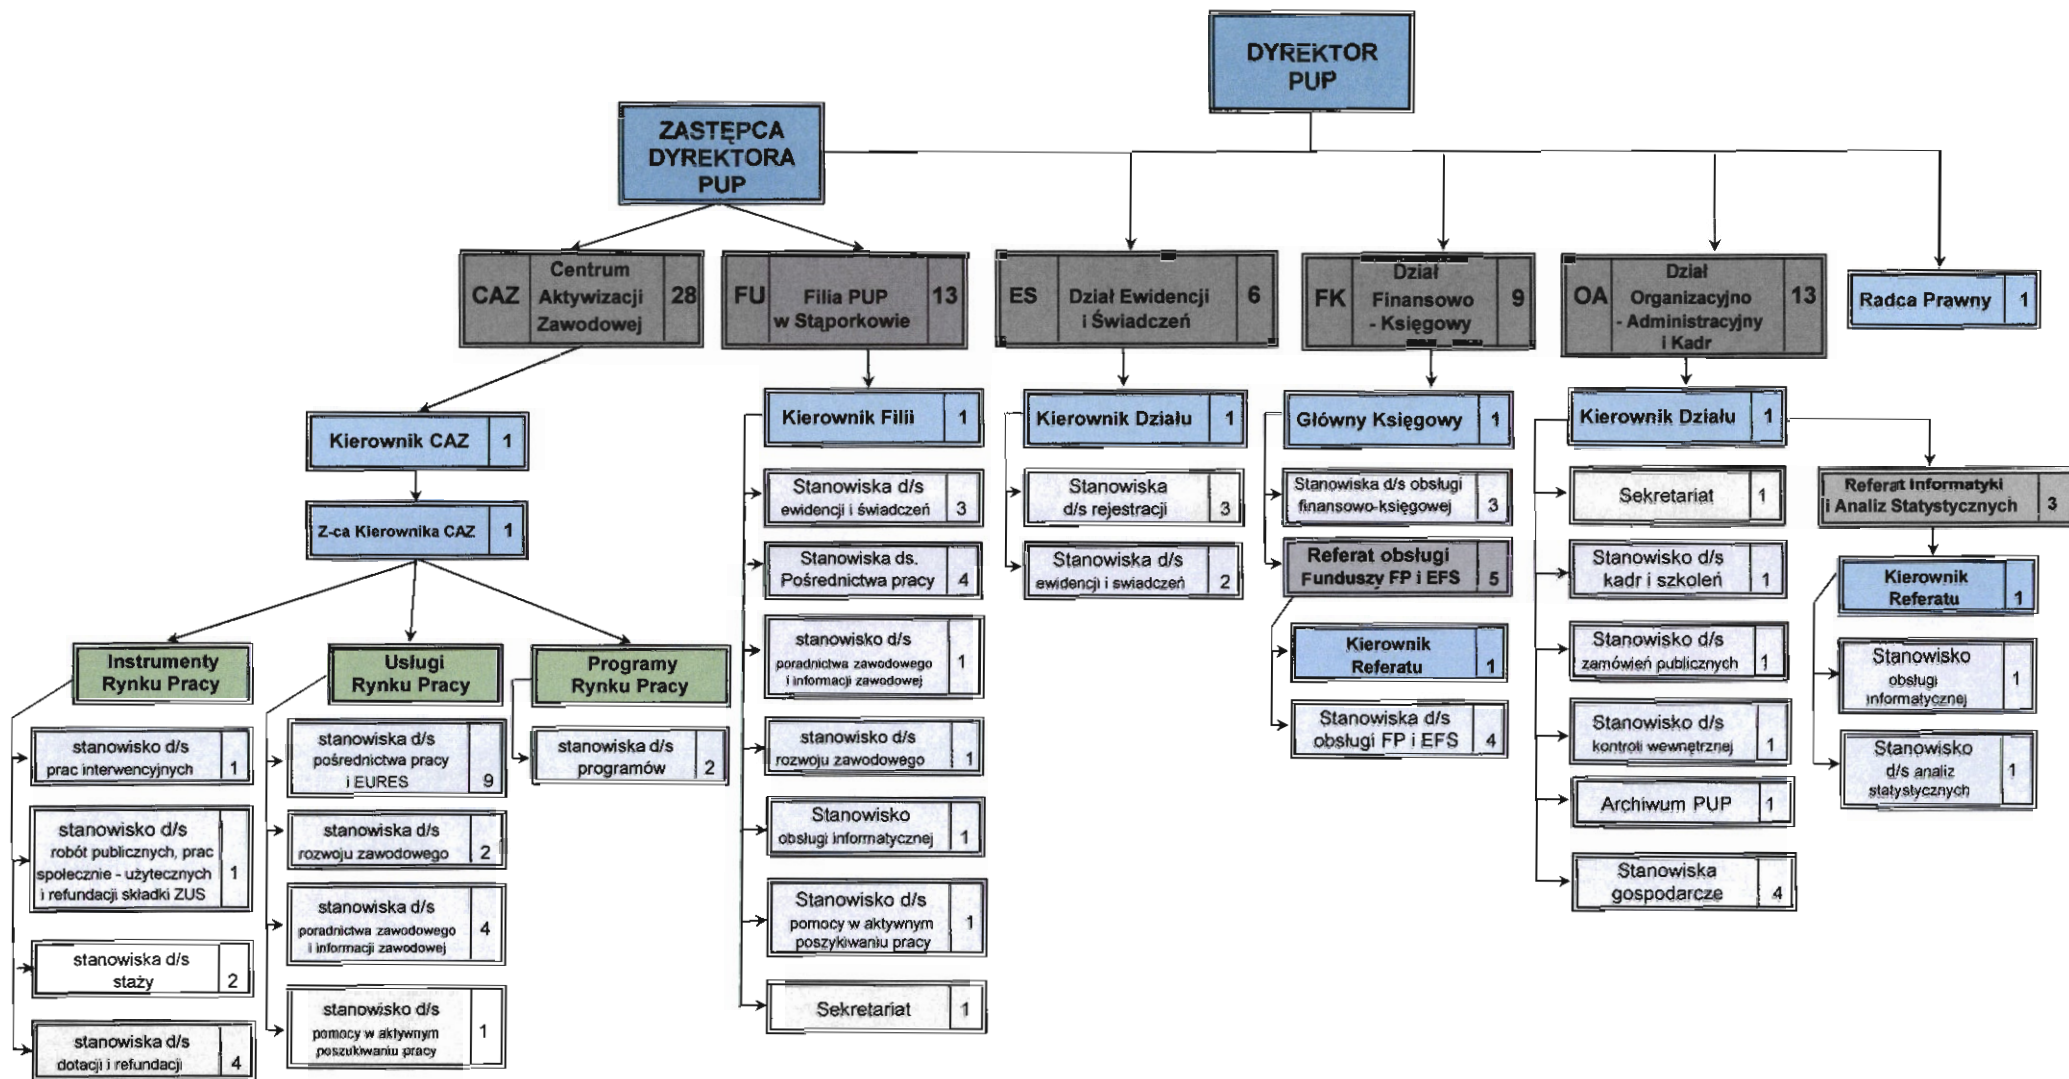 DYREKTOR
PUP
ZASTĘPCA
DYREKTORA
PUP
CAZ
Centrum
Aktywizacji
Zawodowej
28
FU
Filia PUP
w Stąporkowie
13
ES
Dział Ewidencji
i Świadczeń
6
FK
Dział
Finansowo
- Księgowy
9
OA
Dział
Organizacyjno
- Administracyjny
i Kadr
13
Radca Prawny 1
Kierownik CAZ 1
Z-ca Kierownika CAZ 1
Instrumenty
Rynku Pracy
stanowisko d/s
prac interwencyjnych
1
stanowisko d/s
robót publicznych, prac
społecznie - użytecznych
i refundacji składki ZUS
1
stanowiska d/s
staży
2
stanowiska d/s
dotacji i refundacji
4
Usługi
Rynku Pracy
stanowiska d/s
pośrednictwa pracy
i EURES
9
stanowiska d/s
rozwoju zawodowego
2
stanowiska d/s
poradnictwa zawodowego
i informacji zawodowej
4
stanowisko d/s
pomocy w aktywnym
poszukiwaniu pracy
1
Programy
Rynku Pracy
stanowiska d/s
programów
2
Kierownik Filii 1
Stanowiska d/s
ewidencji i świadczeń
3
Stanowiska ds.
Pośrednictwa pracy
4
stanowisko d/s
poradnictwa zawodowego
i informacji zawodowej
1
stanowisko d/s
rozwoju zawodowego
1
Stanowisko
obsługi informatycznej
1
Stanowisko d/s
pomocy w aktywnym
poszykiwaniu pracy
1
Sekretariat 1
Kierownik Działu 1
Stanowiska
d/s rejestracji
3
Stanowiska d/s
ewidencji i swiadczeń
2
Główny Księgowy 1
Stanowiska d/s obsługi
finansowo-księgowej
3
Referat obsługi
Funduszy FP i EFS
5
Kierownik
Referatu
1
Stanowiska d/s
obsługi FP i EFS
4
Kierownik Działu 1
Sekretariat 1
Stanowisko d/s
kadr i szkoleń
1
Stanowisko d/s
zamówień publicznych
1
Stanowisko d/s
kontroli wewnętrznej
1
Archiwum PUP 1
Stanowiska
gospodarcze
4
Referat Informatyki
i Analiz Statystycznych
3
Kierownik
Referatu
1
Stanowisko
obsługi
informatycznej
1
Stanowisko
d/s analiz
statystycznych
1